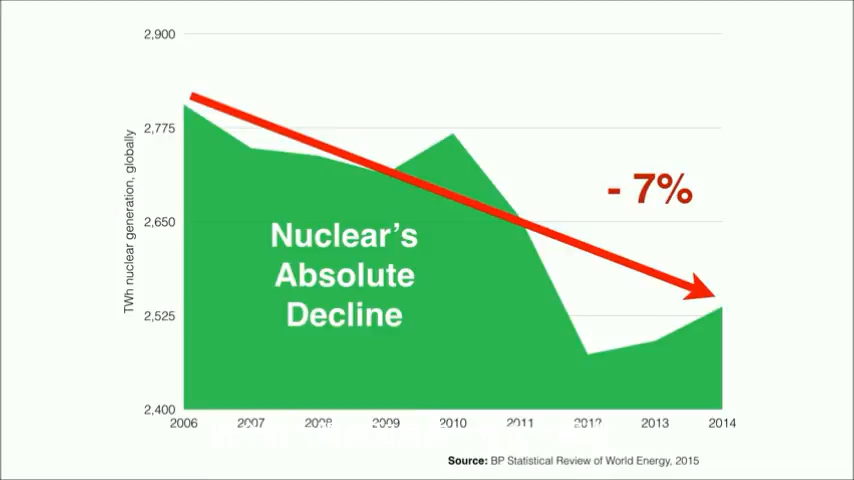 2,900
2,775
2,650
2,525
2,400
TWh nuclear generation, globally
- 7%
Nuclear's
Absolute
Decline
2006 2007 2008 2009 2010 2011 2012 2013 2014
Source: BP Statistical Review of World Energy, 2015